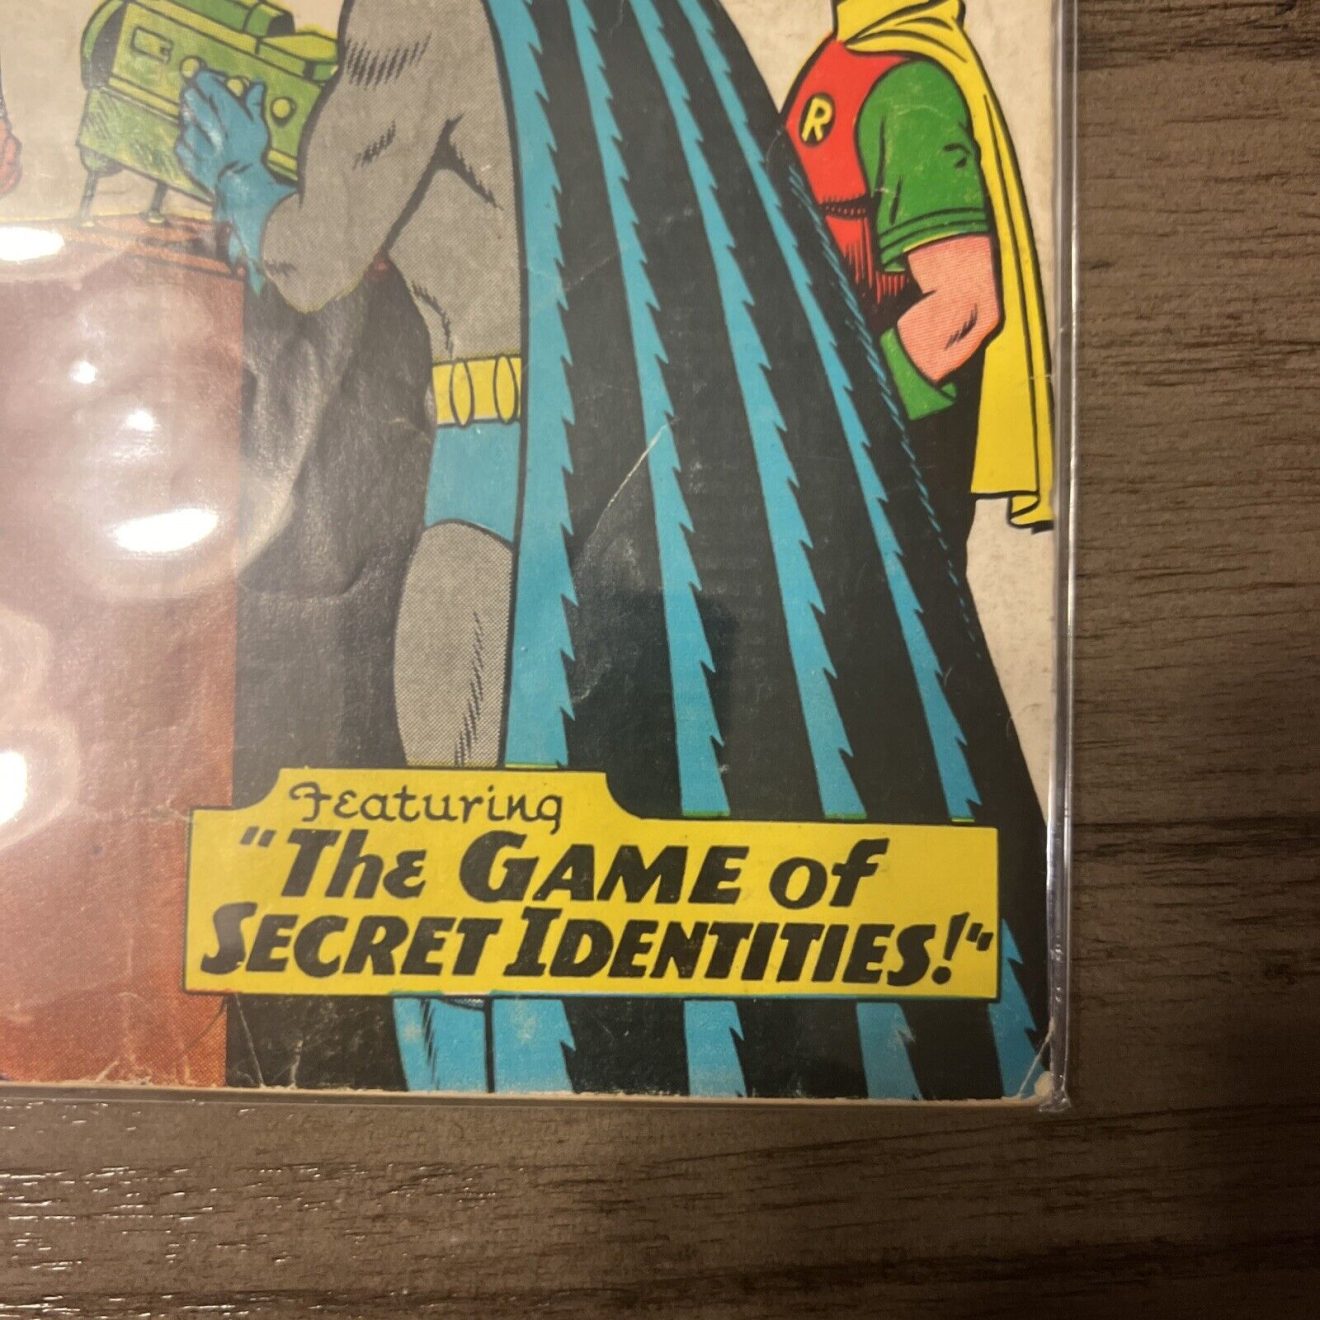 R
Featuring
"The GAME of
SECRET IDENTITIES!"